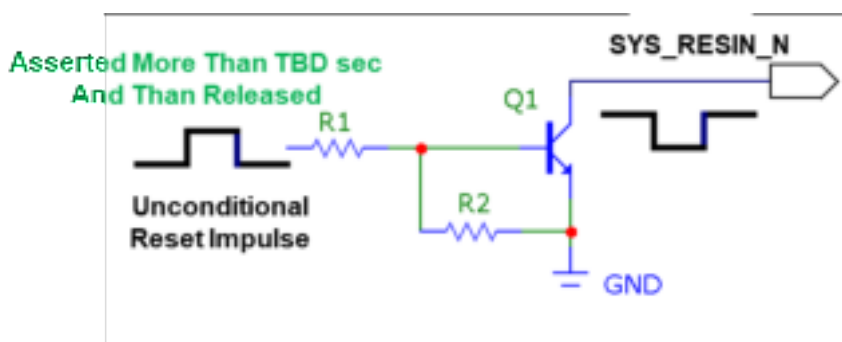 SYS_RESIN_N
Asserted More Than TBD sec
And Than Released
Q1
R1
Unconditional
Reset Impulse
R2
GND